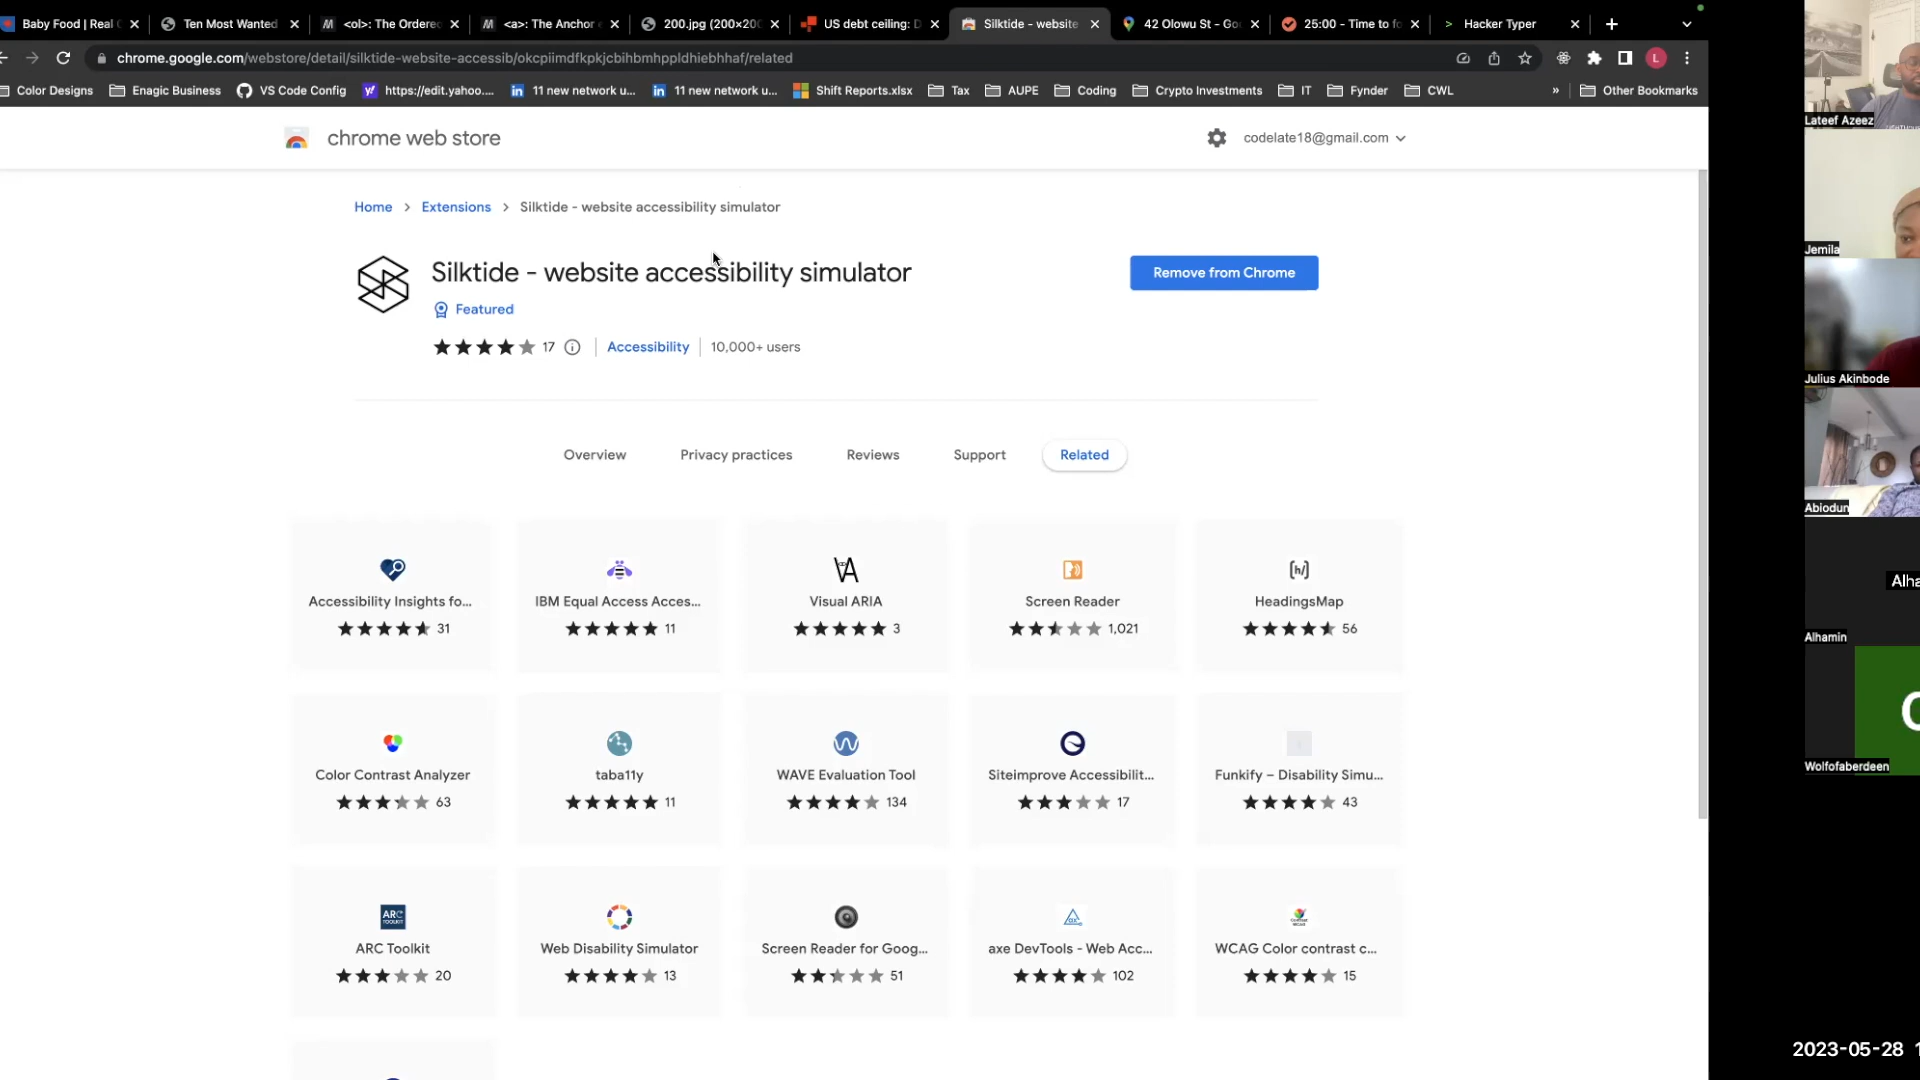 Baby Food | Real
Ten Most Wanted
<ol>: The Ordere
<a>: The Anchor
200.jpg (200×20
US debt ceiling: D
Silktide - website
42 Olowu St - Go
25:00 - Time to fo
> Hacker Typer
chrome.google.com/webstore/detail/silktide-website-accessib/okcpiimdfkpkjcbihbmhppldhiebhhaf/related
L
Color Designs
Enagic Business
VS Code Config
https://edit.yahoo....
11 new network u...
11 new network u...
Shift Reports.xlsx
Tax
AUPE
Coding
Crypto Investments
IT
Fynder
CWL
»
Other Bookmarks
chrome web store
codelate18@gmail.com
Home > Extensions > Silktide - website accessibility simulator
Silktide - website accessibility simulator
Remove from Chrome
Featured
17
Accessibility
10,000+ users
Overview
Privacy practices
Reviews
Support
Related
Accessibility Insights fo...
31
IBM Equal Access Acces...
11
Visual ARIA
3
Screen Reader
1,021
HeadingsMap
56
Color Contrast Analyzer
63
taba11y
11
WAVE Evaluation Tool
134
Siteimprove Accessibilit...
17
Funkify – Disability Simu...
43
ARC Toolkit
20
Web Disability Simulator
13
Screen Reader for Goog...
51
axe DevTools - Web Acc...
102
WCAG Color contrast c...
15
Lateef Azeez
Jemila
Julius Akinbode
Abiodun
Alha
Alhamin
Wolfofaberdeen
2023-05-28 1